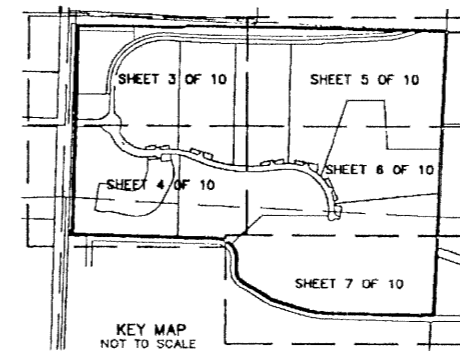 SHEET 3 OF 10
SHEET 5 OF 10
SHEET 4 OF 10
SHEET 6 OF 10
SHEET 7 OF 10
KEY MAP
NOT TO SCALE